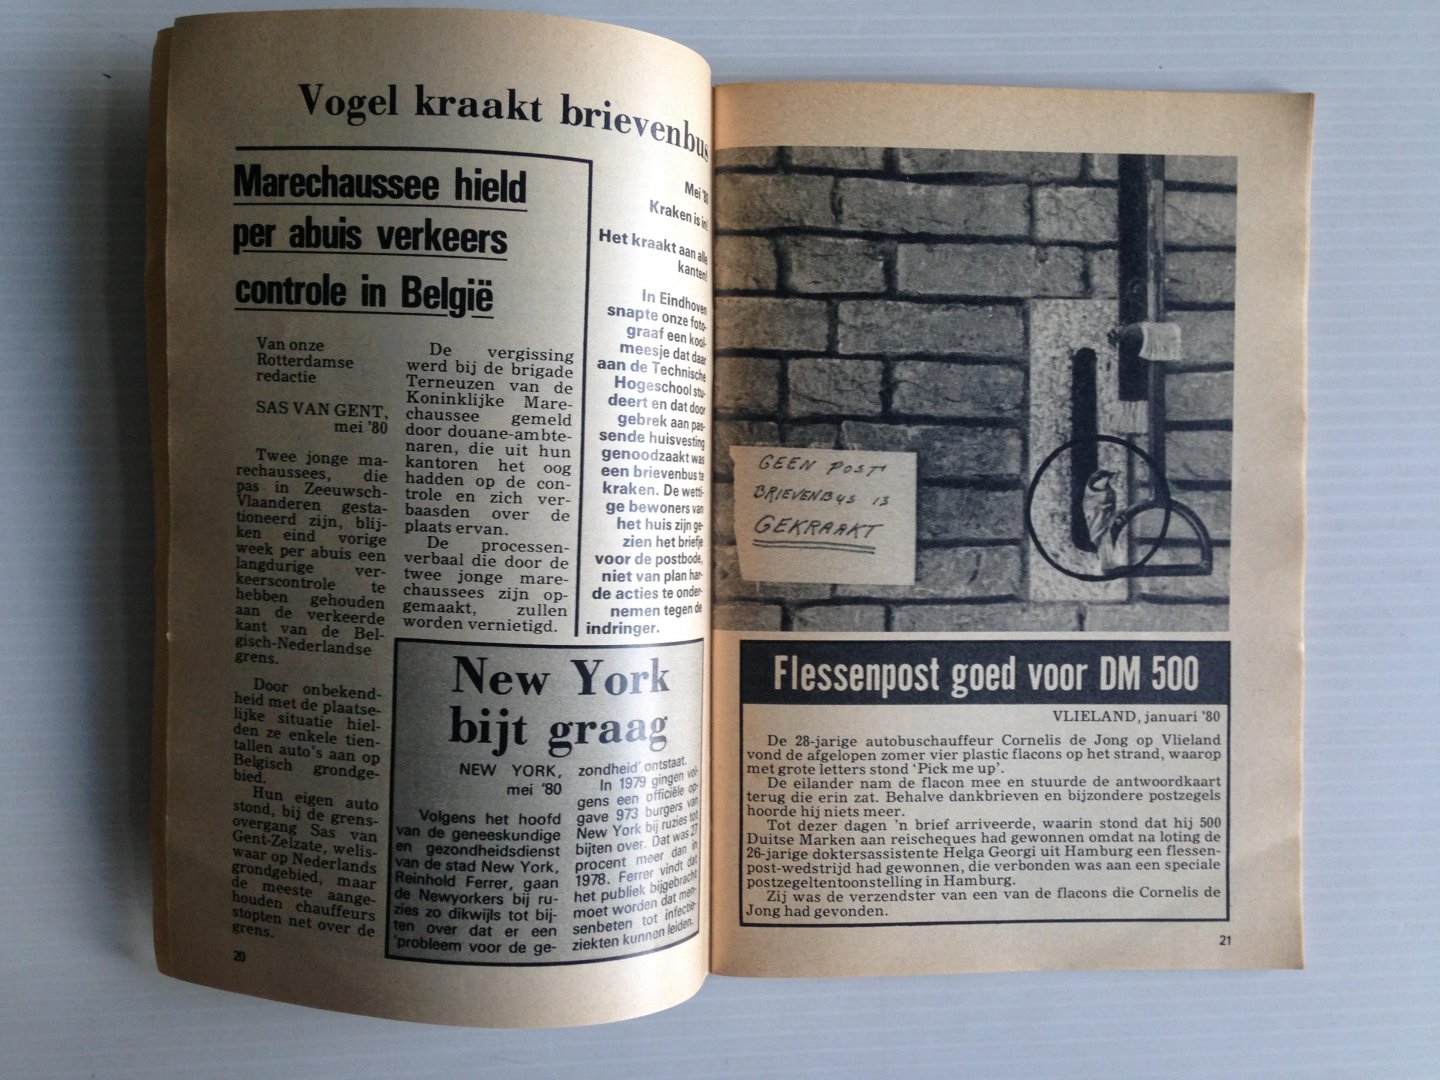 Vogel kraakt brievenbus
Marechaussee hield
per abuis verkeers
controle in België
Van onze
Rotterdamse
redactie
SAS VAN GENT,
mei '80
Twee jonge ma-
rechaussees, die
pas in Zeeuwsch-
Vlaanderen gesta-
tioneerd zijn, blij-
ken eind vorige
week per abuis een
langdurige ver-
keerscontrole te
hebben gehouden
aan de verkeerde
kant van de Bel-
gisch-Nederlandse
grens.
Door onbekend-
heid met de plaatse-
lijke situatie hiel-
den ze enkele tien-
tallen auto's aan op
Belgisch grondge-
bied.
Hun eigen auto
stond, bij de grens-
overgang Sas van
Gent-Zelzate, welis-
waar op Nederlands
grondgebied, maar
de meeste aange-
houden chauffeurs
stopten net over de
grens.
De vergissing
werd bij de brigade
Terneuzen van de
Koninklijke Mare-
chaussee gemeld
door douane-ambte-
naren, die uit hun
kantoren het oog
hadden op de con-
trole en zich ver-
baasden over de
plaats ervan.
De processen-
verbaal die door de
twee jonge mare-
chaussees zijn op-
gemaakt, zullen
worden vernietigd.
Mei '80
Kraken is in!
Het kraakt aan alle
kanten!
In Eindhoven
snapte onze foto-
graaf een kool-
meesje dat daar
aan de Technische
Hogeschool stu-
deert en dat door
gebrek aan pas-
sende huisvesting
genoodzaakt was
een brievenbus te
kraken. De wetti-
ge bewoners van
het huis zijn ge-
zien het briefje
voor de postbode,
niet van plan har-
de acties te onder-
nemen tegen de
indringer.
New York
bijt graag
NEW YORK,
mei '80
Volgens het hoofd
van de geneeskundige
en gezondheidsdienst
van de stad New York,
Reinhold Ferrer, gaan
de Newyorkers bij ru-
zies zo dikwijls tot bij-
ten over dat er een
'probleem voor de ge-
zondheid' ontstaat.
In 1979 gingen vol-
gens een officiële op-
gave 973 burgers van
New York bij ruzies tot
bijten over. Dat was 27
procent meer dan in
1978. Ferrer vindt dat
het publiek bijgebracht
moet worden dat men-
senbeten tot infectie-
ziekten kunnen leiden.
20
GEEN POST
BRIEVENBUS IS
GEKRAAKT
Flessenpost goed voor DM 500
VLIELAND, januari '80
De 28-jarige autobuschauffeur Cornelis de Jong op Vlieland
vond de afgelopen zomer vier plastic flacons op het strand, waarop
met grote letters stond 'Pick me up'.
De eilander nam de flacon mee en stuurde de antwoordkaart
terug die erin zat. Behalve dankbrieven en bijzondere postzegels
hoorde hij niets meer.
Tot dezer dagen 'n brief arriveerde, waarin stond dat hij 500
Duitse Marken aan reischeques had gewonnen omdat na loting de
26-jarige doktersassistente Helga Georgi uit Hamburg een flessen-
post-wedstrijd had gewonnen, die verbonden was aan een speciale
postzegeltentoonstelling in Hamburg.
Zij was de verzendster van een van de flacons die Cornelis de
Jong had gevonden.
21